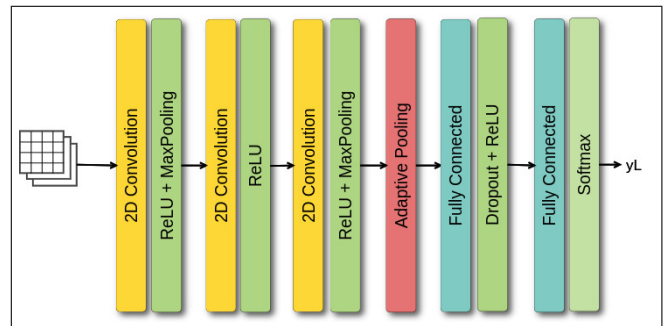 2D Convolution
ReLU + MaxPooling
2D Convolution
ReLU
2D Convolution
ReLU + MaxPooling
Adaptive Pooling
Fully Connected
Dropout + ReLU
Fully Connected
Softmax
yL